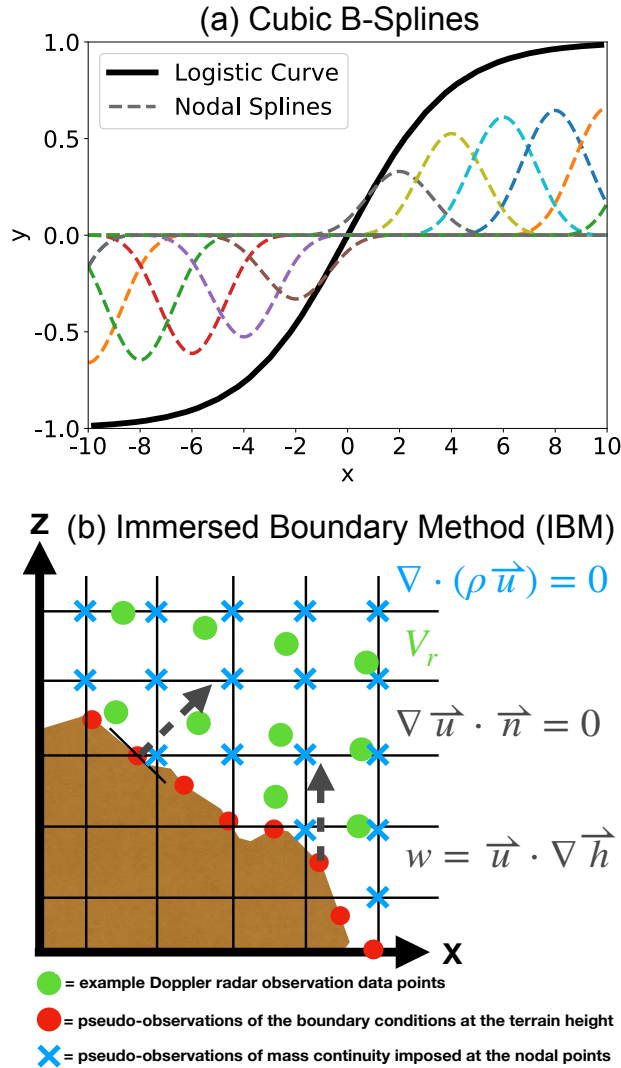 (a) Cubic B-Splines
Logistic Curve
Nodal Splines
1.0
0.5
0.0
-0.5
-1.0
y
-10 -8 -6 -4 -2 0 2 4 6 8 10
x
(b) Immersed Boundary Method (IBM)
Z
∇ · (ρ u⃗) = 0
V_r
∇ u⃗ · n⃗ = 0
w = u⃗ · ∇ h⃗
X
= example Doppler radar observation data points
= pseudo-observations of the boundary conditions at the terrain height
= pseudo-observations of mass continuity imposed at the nodal points